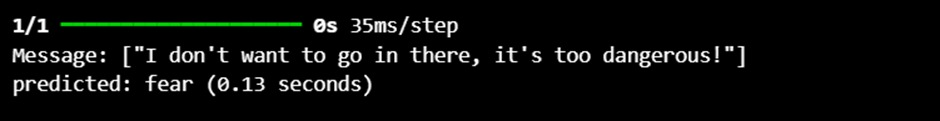 1/1 ━━━━━━━━━━━━━━━━━━━━ 0s 35ms/step
Message: ["I don't want to go in there, it's too dangerous!"]
predicted: fear (0.13 seconds)